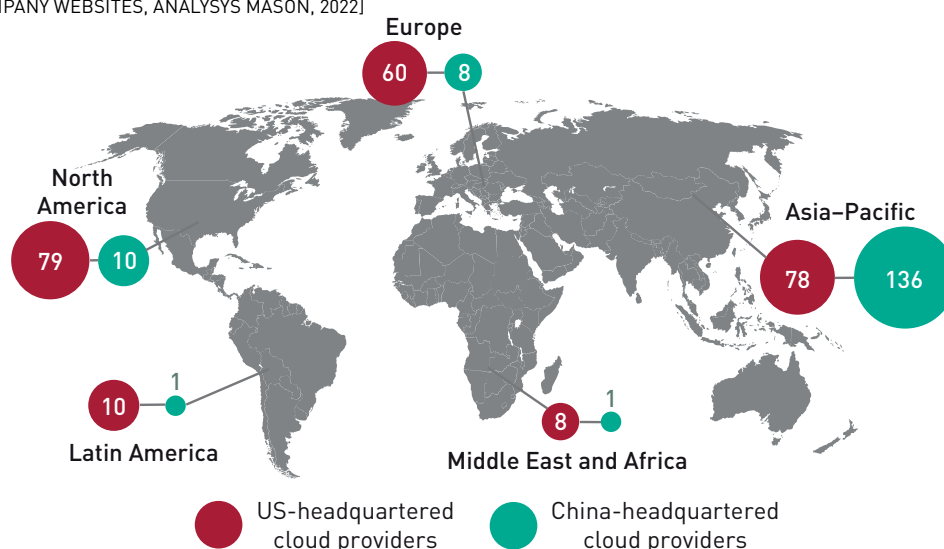 PANY WEBSITES, ANALYSYS MASON, 2022]
Europe
60
8
North
America
79
10
Asia–Pacific
78
136
10
1
Latin America
8
1
Middle East and Africa
US-headquartered
cloud providers
China-headquartered
cloud providers